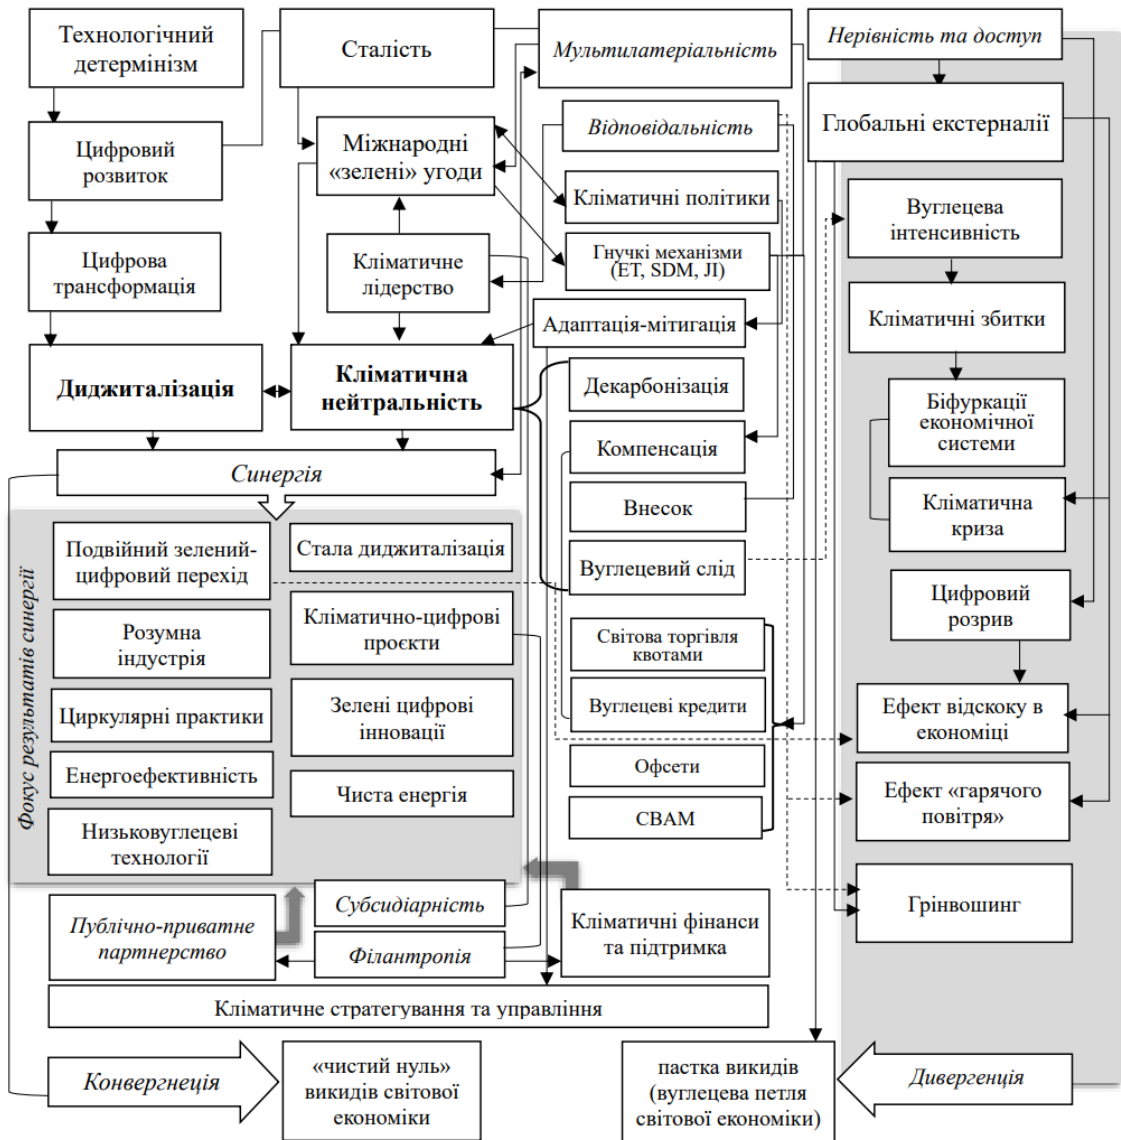 Технологічний
детермінізм
Сталість
Мультилатеріальність
Нерівність та доступ
Цифровий
розвиток
Міжнародні
«зелені» угоди
Відповідальність
Глобальні екстерналії
Кліматичні політики
Вуглецева
інтенсивність
Цифрова
трансформація
Кліматичне
лідерство
Гнучкі механізми
(ET, SDM, JI)
Адаптація-мітигація
Кліматичні збитки
Диджиталізація
Кліматична
нейтральність
Декарбонізація
Біфуркації
економічної
системи
Компенсація
Синергія
Внесок
Кліматична
криза
Фокус результатів синергії
Подвійний зелений-
цифровий перехід
Стала диджиталізація
Вуглецевий слід
Цифровий
розрив
Розумна
індустрія
Кліматично-цифрові
проєкти
Світова торгівля
квотами
Циркулярні практики
Зелені цифрові
інновації
Вуглецеві кредити
Ефект відскоку в
економіці
Енергоефективність
Чиста енергія
Офсети
Ефект «гарячого
повітря»
Низьковуглецеві
технології
CBAM
Субсидіарність
Грінвошинг
Публічно-приватне
партнерство
Філантропія
Кліматичні фінанси
та підтримка
Кліматичне стратегування та управління
Конвергнеція
«чистий нуль»
викидів світової
економіки
пастка викидів
(вуглецева петля
світової економіки)
Дивергенція